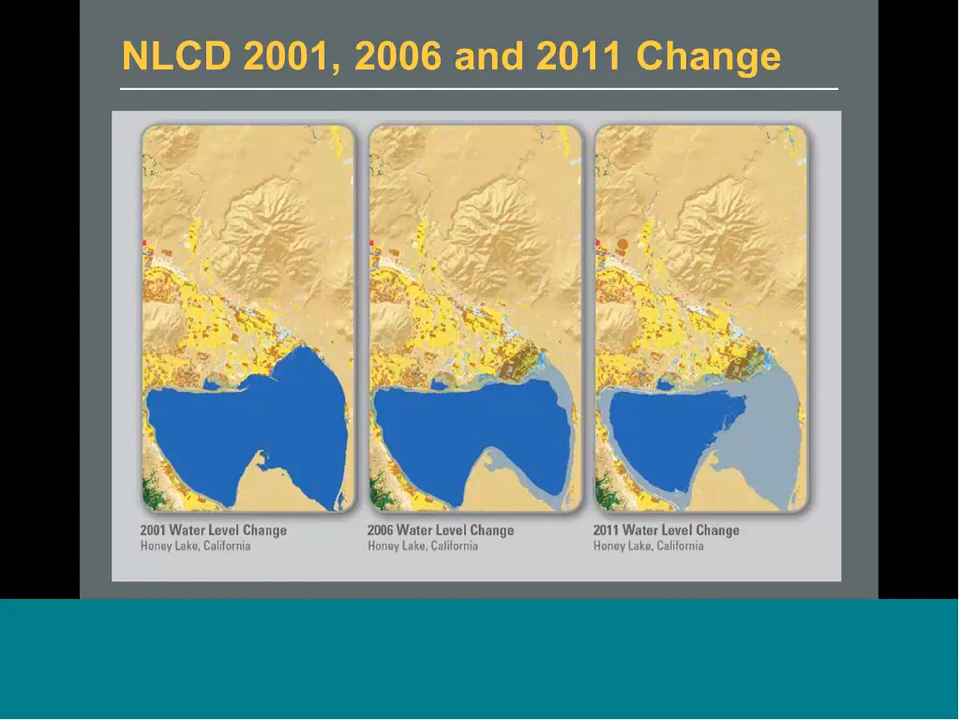 NLCD 2001, 2006 and 2011 Change
2001 Water Level Change
Honey Lake, California
2006 Water Level Change
Honey Lake, California
2011 Water Level Change
Honey Lake, California